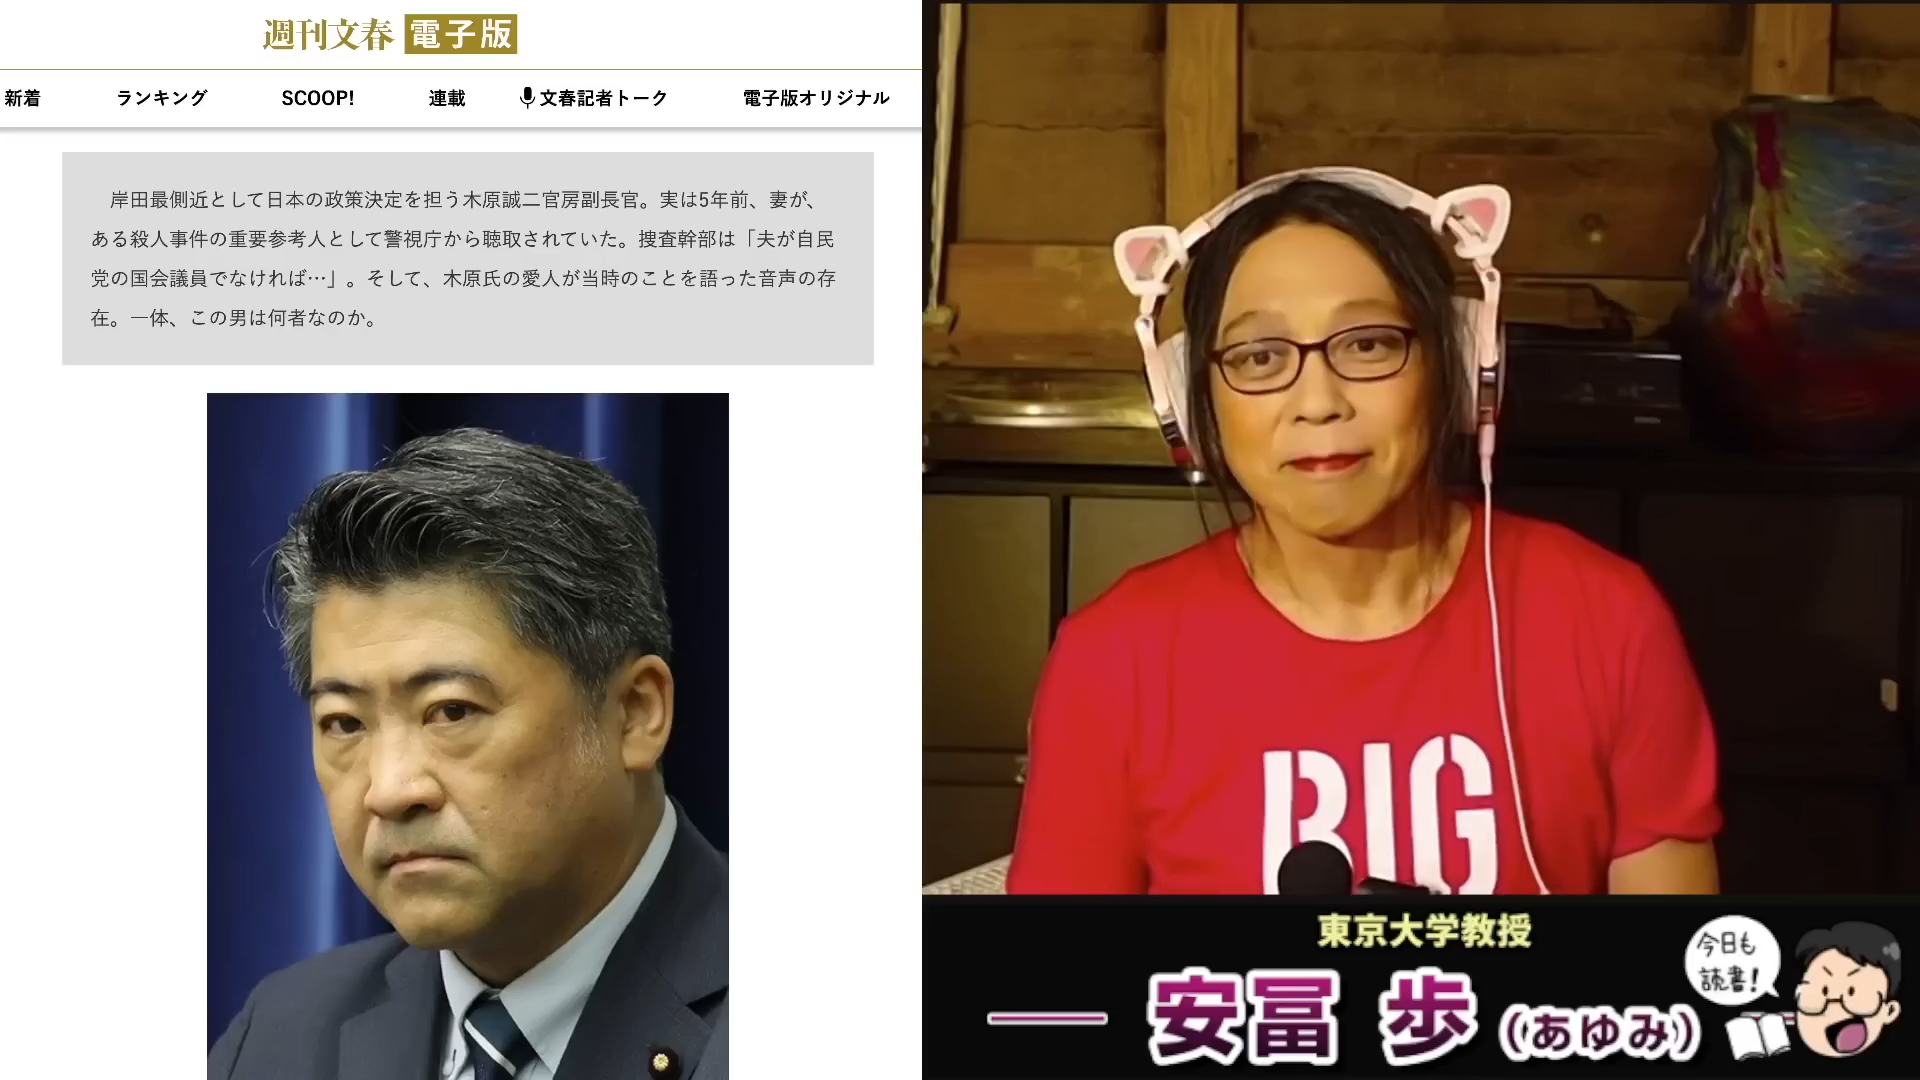 週刊文春 電子版
新着 ランキング SCOOP! 連載 文春記者トーク 電子版オリジナル
岸田最側近として日本の政策決定を担う木原誠二官房副長官。実は5年前、妻が、
ある殺人事件の重要参考人として警視庁から聴取されていた。捜査幹部は「夫が自民
党の国会議員でなければ…」。そして、木原氏の愛人が当時のことを語った音声の存
在。一体、この男は何者なのか。
BIG
東京大学教授
安冨 歩 (あゆみ)
今日も
読書!